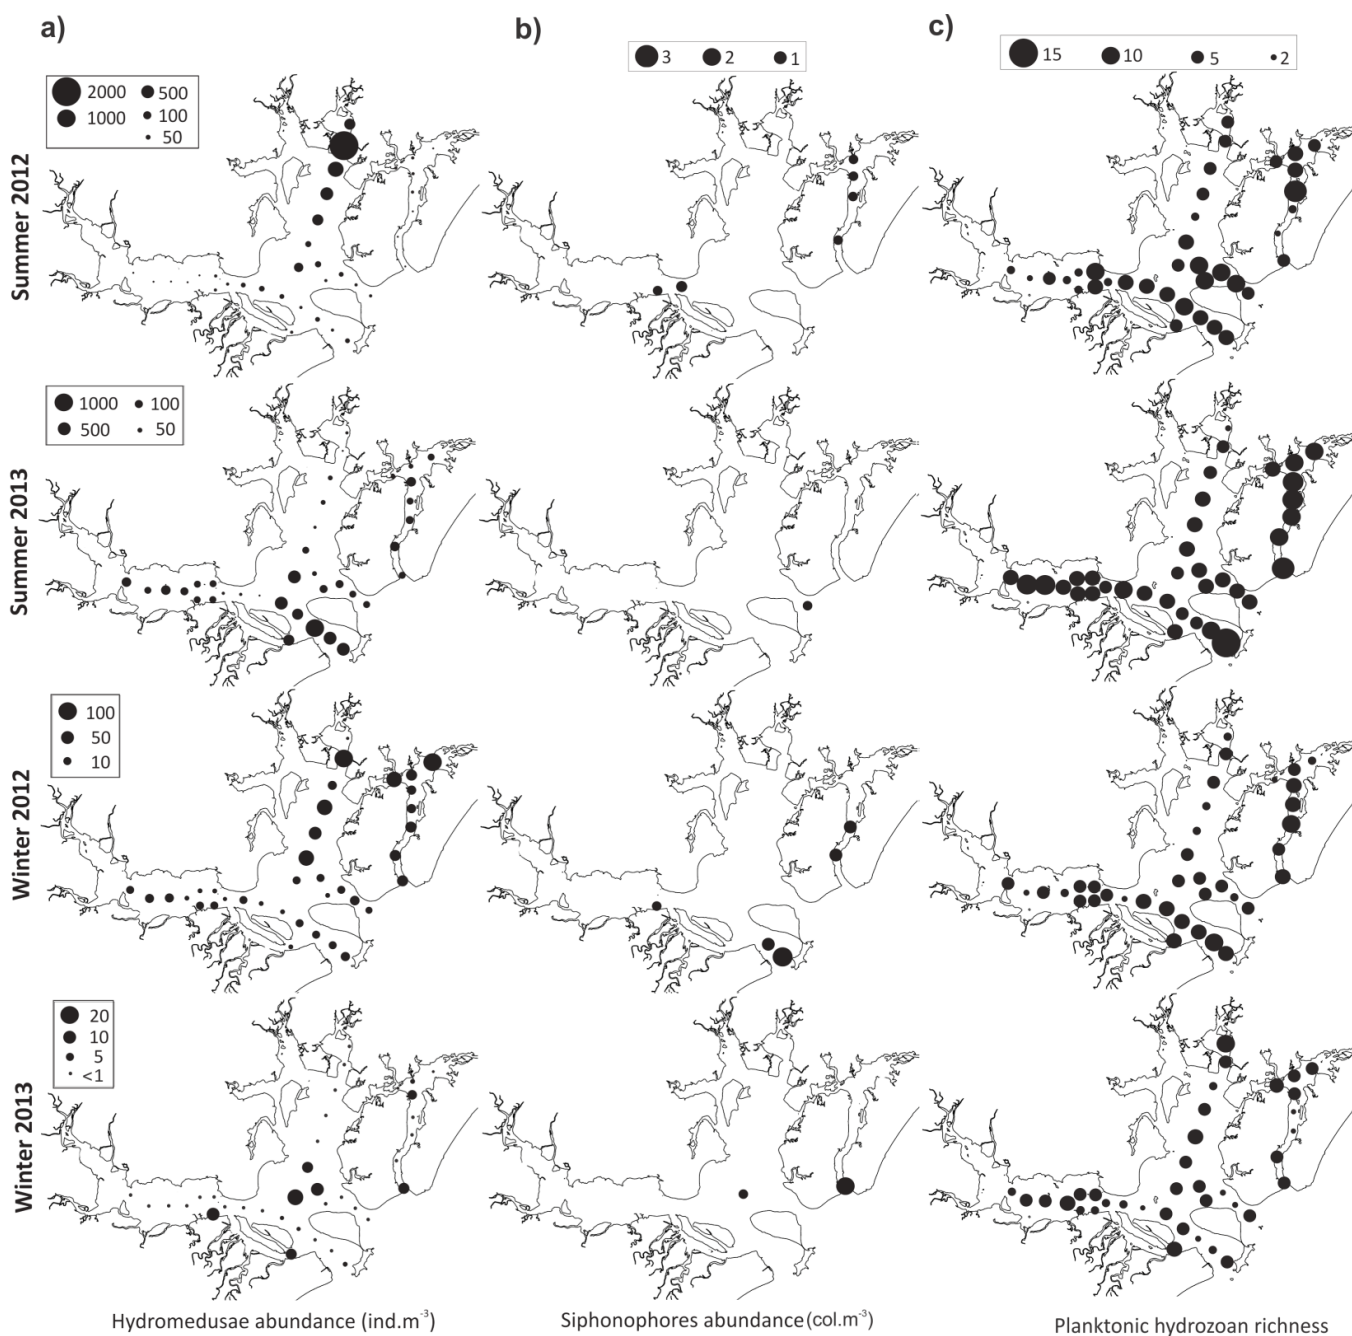 a)
b)
c)
3 2 1
15 10 5 2
Summer 2012
2000 500
1000 100
50
Summer 2013
1000 100
500 50
Winter 2012
100
50
10
Winter 2013
20
10
5
<1
Hydromedusae abundance (ind.m⁻³)
Siphonophores abundance (col.m⁻³)
Planktonic hydrozoan richness